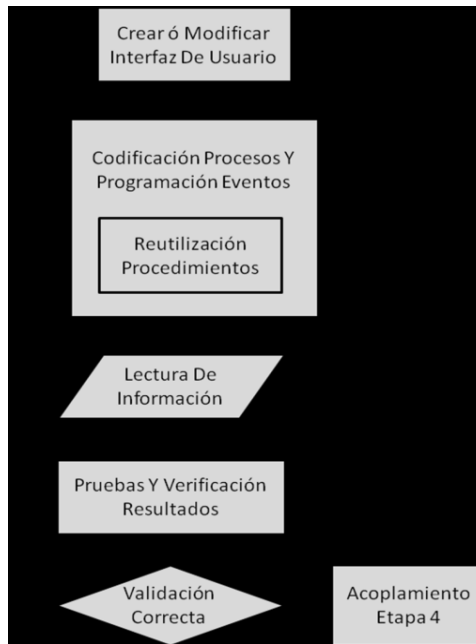 Crear ó Modificar
Interfaz De Usuario
Codificación Procesos Y
Programación Eventos
Reutilización
Procedimientos
Lectura De
Información
Pruebas Y Verificación
Resultados
Validación
Correcta
Acoplamiento
Etapa 4